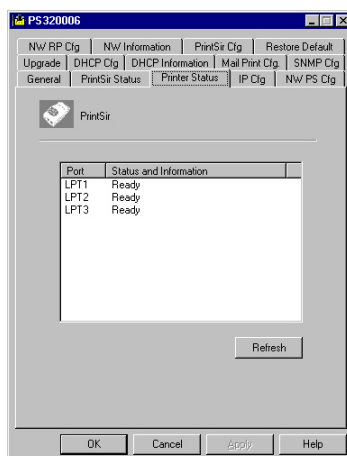 PS320006
NW RP Cfg NW Information PrintSir Cfg Restore Default
Upgrade DHCP Cfg DHCP Information Mail Print Cfg. SNMP Cfg
General PrintSir Status Printer Status IP Cfg NW PS Cfg
PrintSir
Port Status and Information
LPT1 Ready
LPT2 Ready
LPT3 Ready
Refresh
OK Cancel Apply Help